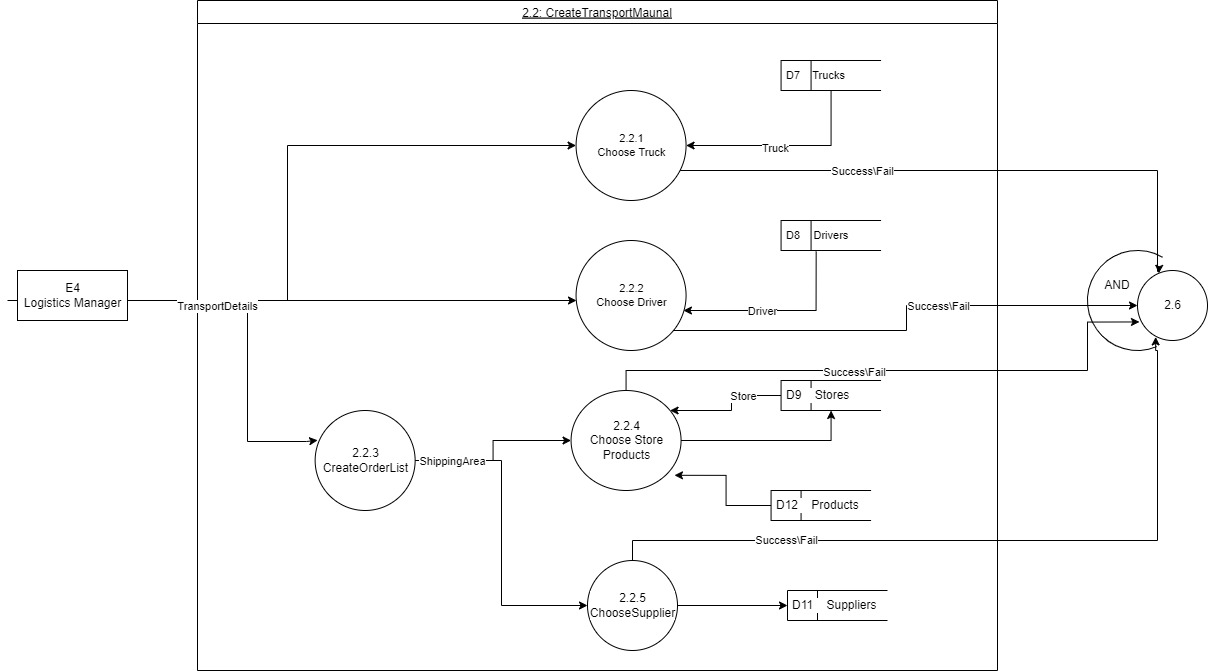 2.2: CreateTransportMaunal
D7 Trucks
2.2.1
Choose Truck
Truck
Success\Fail
D8 Drivers
E4
Logistics Manager
TransportDetails
2.2.2
Choose Driver
Driver
Success\Fail
AND
2.6
Success\Fail
Store
D9 Stores
2.2.4
Choose Store
Products
2.2.3
CreateOrderList
ShippingArea
D12 Products
Success\Fail
2.2.5
ChooseSupplier
D11 Suppliers